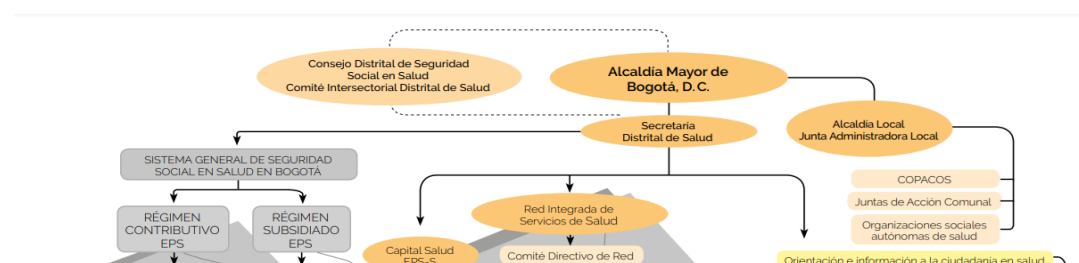 Consejo Distrital de Seguridad
Social en Salud
Comité Intersectorial Distrital de Salud
Alcaldía Mayor de
Bogotá, D. C.
Secretaría
Distrital de Salud
Alcaldía Local
Junta Administradora Local
SISTEMA GENERAL DE SEGURIDAD
SOCIAL EN SALUD EN BOGOTÁ
COPACOS
Juntas de Acción Comunal
Organizaciones sociales
autónomas de salud
RÉGIMEN
CONTRIBUTIVO
EPS
RÉGIMEN
SUBSIDIADO
EPS
Red Integrada de
Servicios de Salud
Capital Salud
EPS-S
Comité Directivo de Red
Orientación e información a la ciudadania en salud